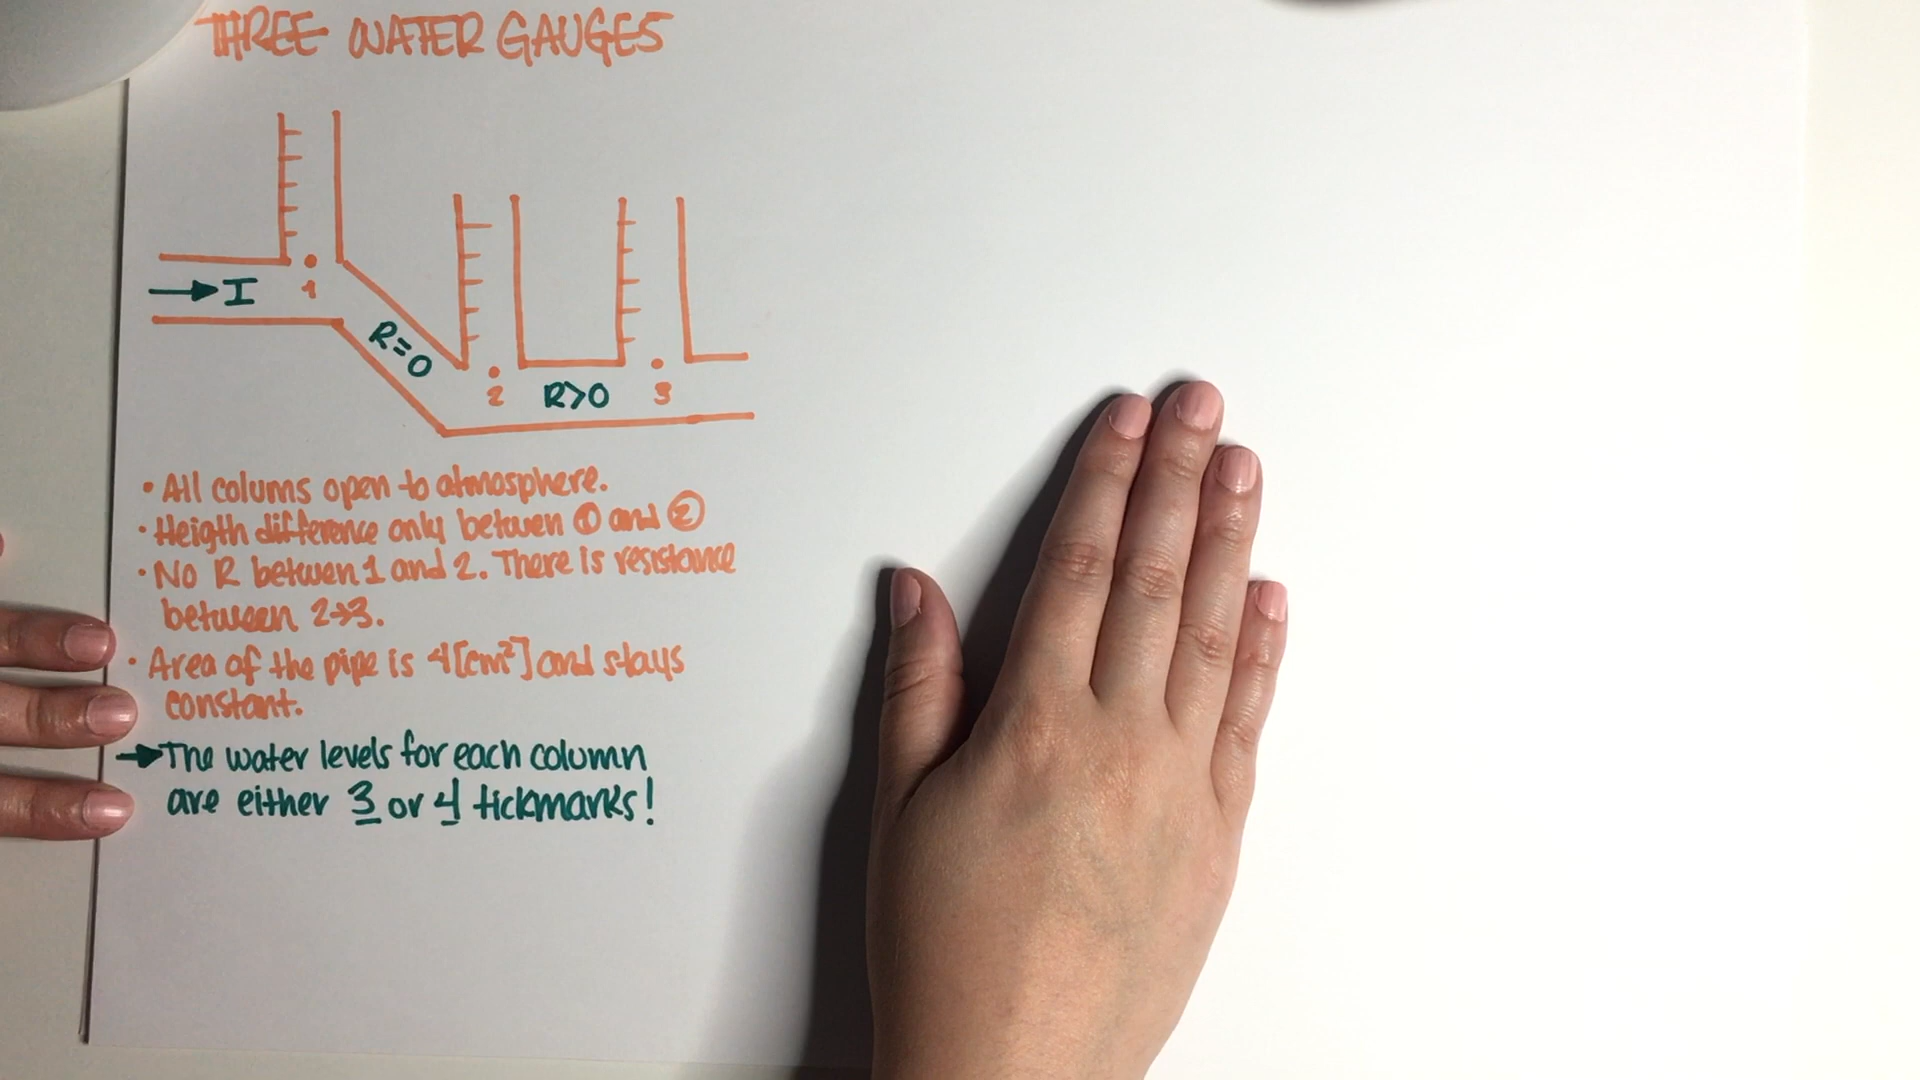 THREE WATER GAUGES
→ I
1
R=0
2
R>0
3
• All colums open to atmosphere.
• Heigth difference only betwen ① and ②
• No R betwen 1 and 2. There is resistance
between 2→3.
• Area of the pipe is 4[cm²] and stays
constant.
→ The water levels for each column
are either 3 or 4 tickmarks!